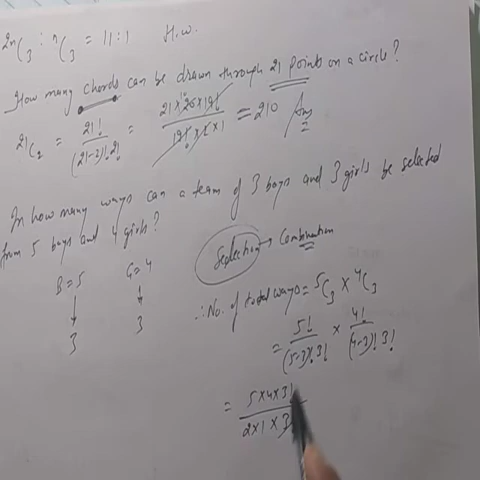 2nC3 : nC3 = 11:1 H.W.
How many chords can be drawn through 21 points on a circle?
21C2 = 21! / (21-2)! 2! = 21 × 20 × 19! / 19! × 2 × 1 = 210 Ans
In how many ways can a team of 3 boys and 3 girls be selected
from 5 boys and 4 girls?
B=5 G=4
3 3
Selection → Combination
∴ No. of total ways = 5C3 × 4C3
= 5! / (5-3)! 3! × 4! / (4-3)! 3!
= 5×4×3! / 2×1×3